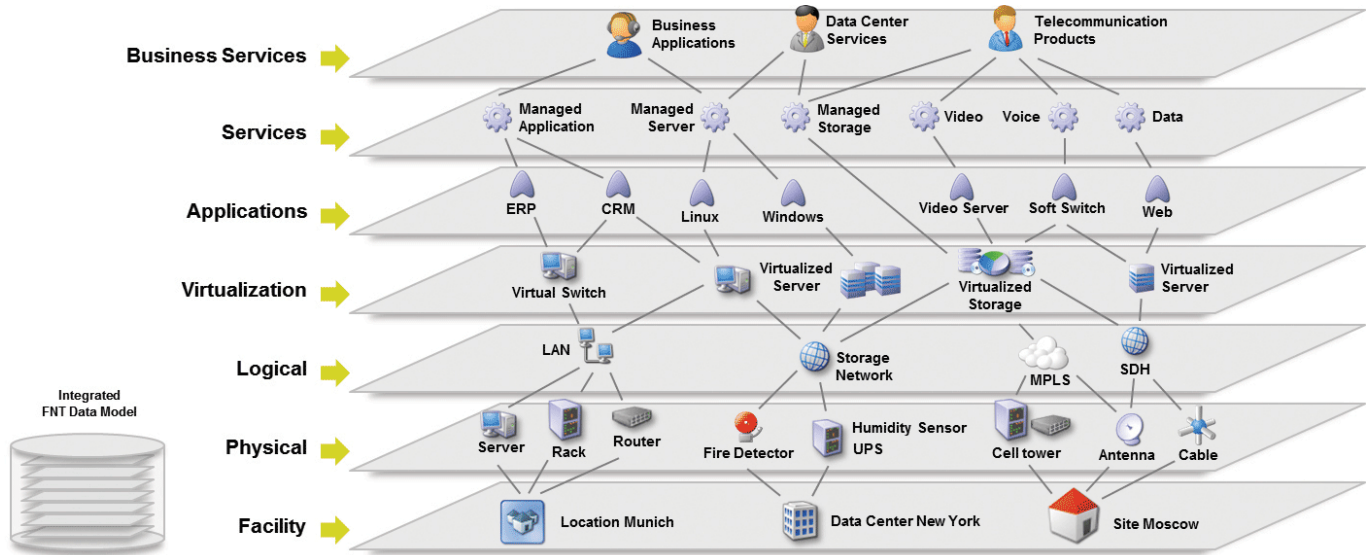 Business
Applications
Data Center
Services
Telecommunication
Products
Business Services
Managed
Application
Managed
Server
Managed
Storage
Video
Voice
Data
Services
ERP
CRM
Linux
Windows
Video Server
Soft Switch
Web
Applications
Virtual Switch
Virtualized
Server
Virtualized
Storage
Virtualized
Server
Virtualization
LAN
Storage
Network
MPLS
SDH
Logical
Integrated
FNT Data Model
Server
Rack
Router
Fire Detector
Humidity Sensor
UPS
Cell tower
Antenna
Cable
Physical
Location Munich
Data Center New York
Site Moscow
Facility